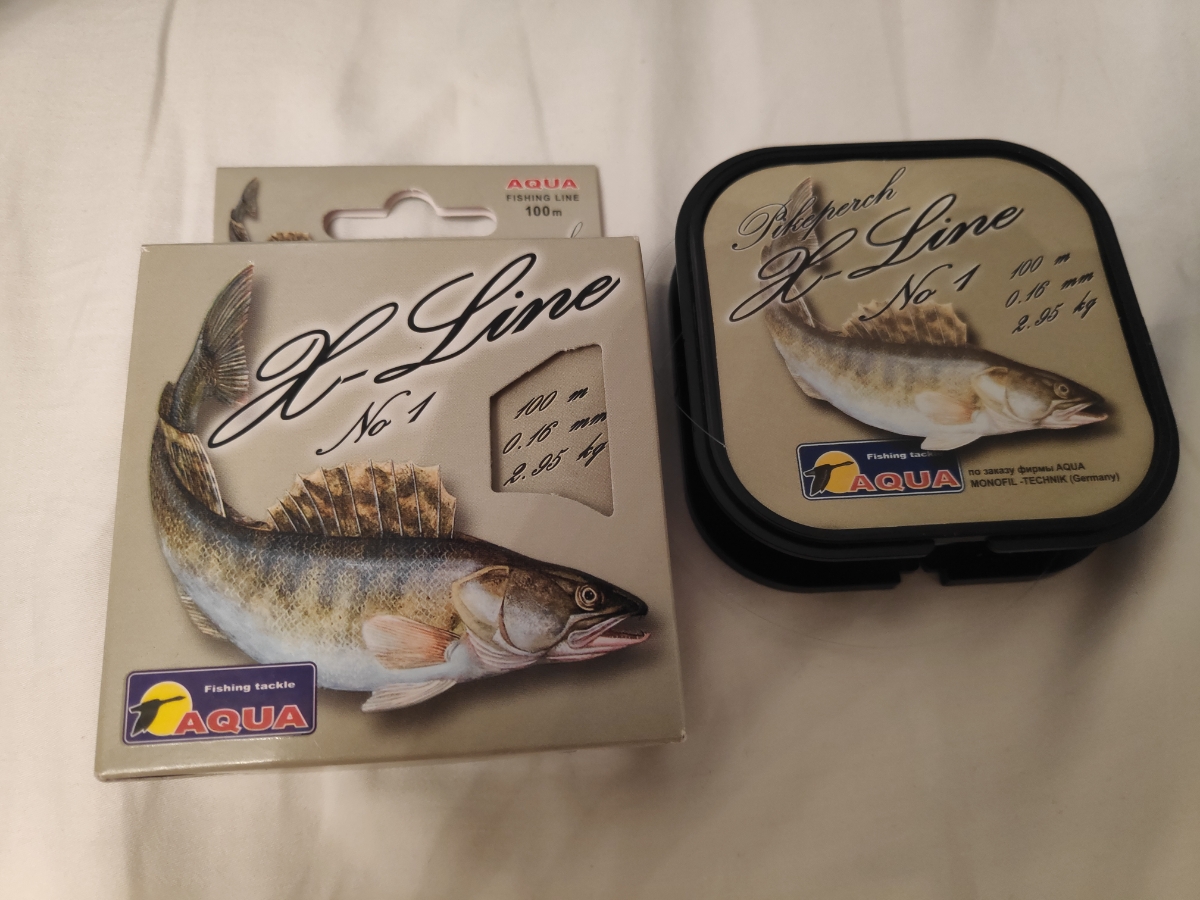 AQUA
FISHING LINE
100m
X-Line
No 1
100 m
0.16 mm
2.95 kg
Fishing tackle
AQUA
Pikeperch
X-Line
No 1
100 m
0.16 mm
2.95 kg
Fishing
AQUA
по заказу фирмы AQUA
MONOFIL -TECHNIK (Germany)